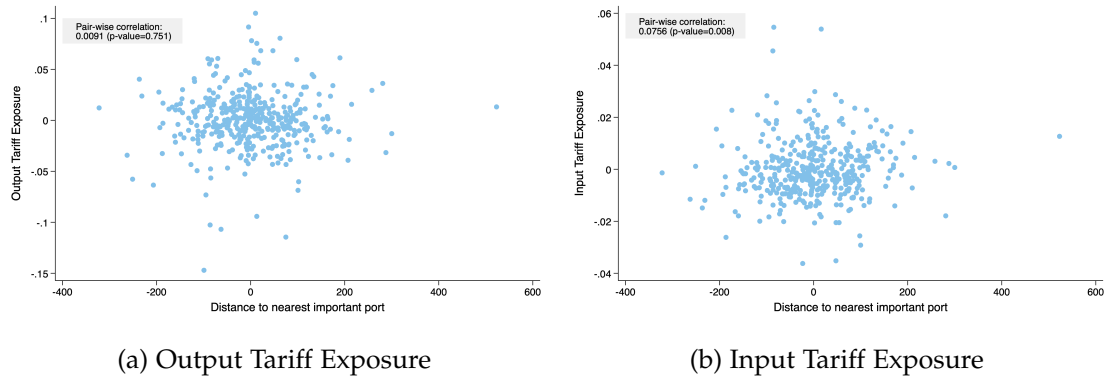 Pair-wise correlation:
0.0091 (p-value=0.751)
Output Tariff Exposure
.1
.05
0
-.05
-.1
-.15
-400
-200
0
200
400
600
Distance to nearest important port
(a) Output Tariff Exposure
Pair-wise correlation:
0.0756 (p-value=0.008)
Input Tariff Exposure
.06
.04
.02
0
-.02
-.04
-400
-200
0
200
400
600
Distance to nearest important port
(b) Input Tariff Exposure